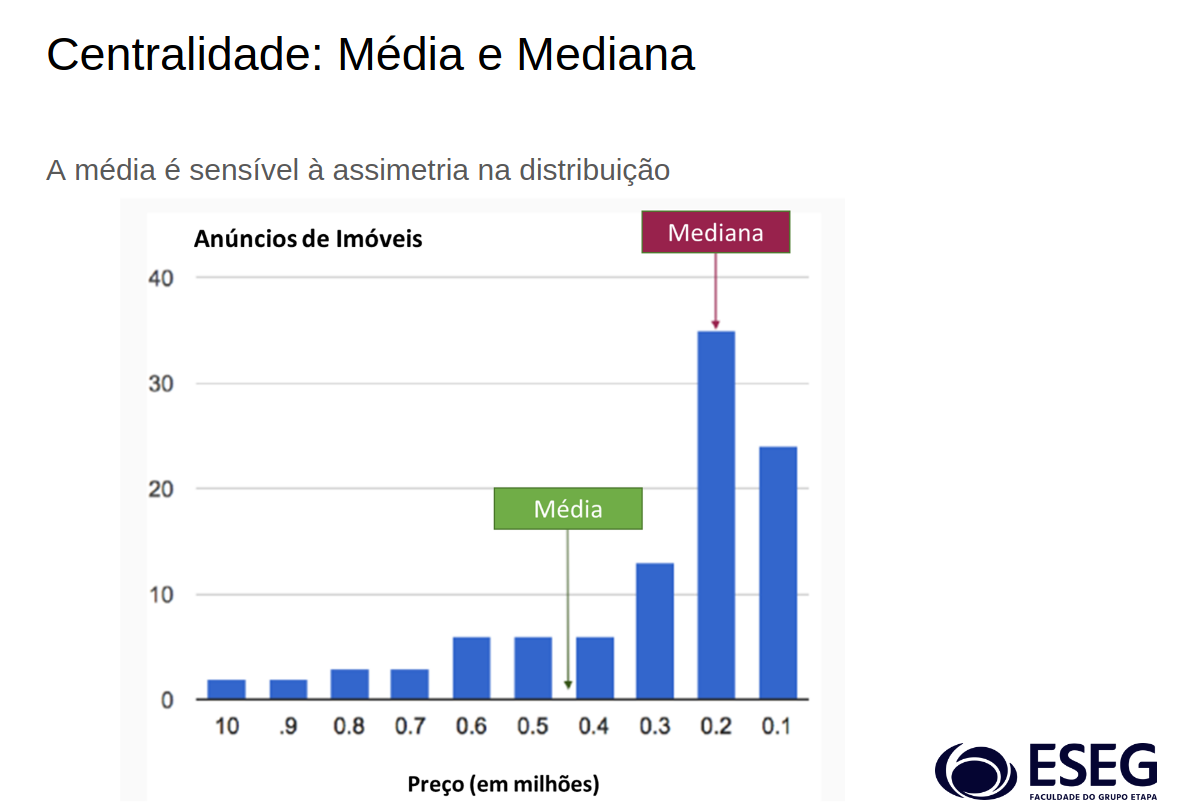 Centralidade: Média e Mediana
A média é sensível à assimetria na distribuição
Anúncios de Imóveis
Mediana
40
30
20
Média
10
0
10 .9 0.8 0.7 0.6 0.5 0.4 0.3 0.2 0.1
Preço (em milhões)
ESEG
FACULDADE DO GRUPO ETAPA